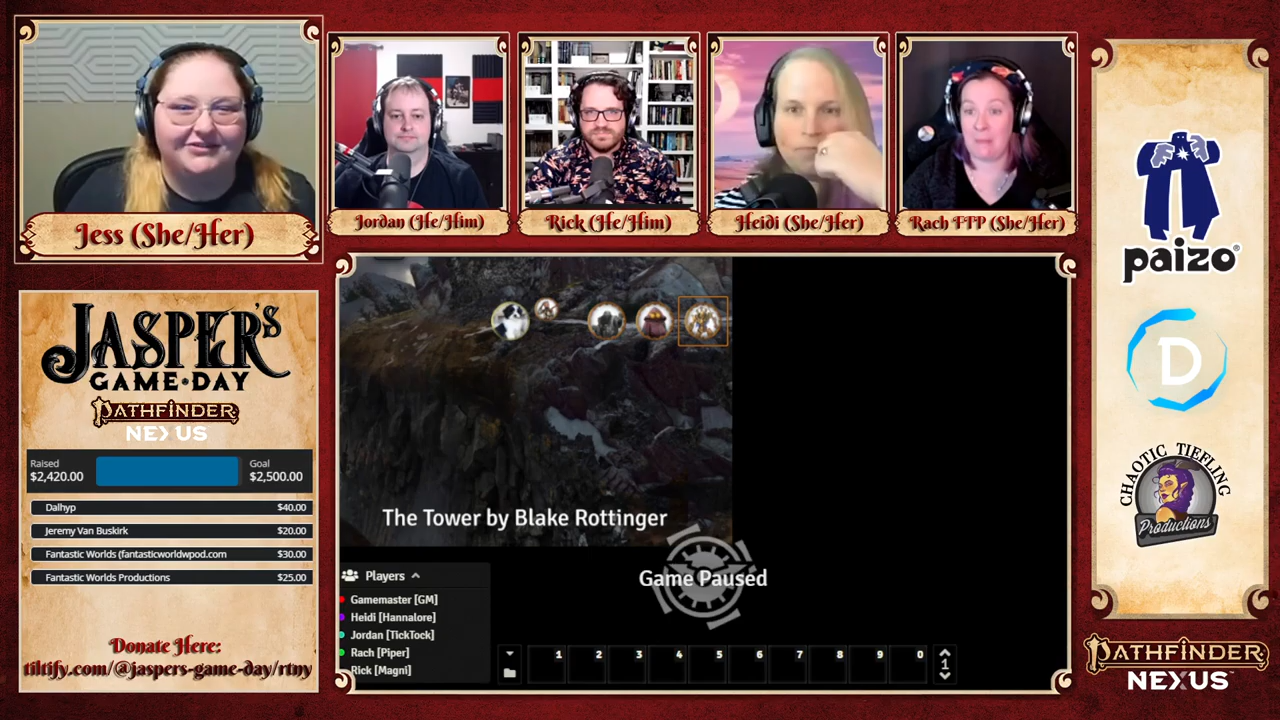 Jess (She/Her)
Jordan (He/Him)
Rick (He/Him)
Heidi (She/Her)
Rach FTP (She/Her)
JASPER'S
GAME•DAY
PATHFINDER
NEXUS
Raised
$2,420.00
Goal
$2,500.00
Dalhyp $40.00
Jeremy Van Buskirk $20.00
Fantastic Worlds (fantasticworldwpod.com $30.00
Fantastic Worlds Productions $25.00
Donate Here:
tiltify.com/@jaspers-game-day/rtny
The Tower by Blake Rottinger
Game Paused
Players
Gamemaster [GM]
Heidi [Hannalore]
Jordan [TickTock]
Rach [Piper]
Rick [Magni]
1 2 3 4 5 6 7 8 9 0
1
paizo
D
CHAOTIC TIEFLING
Productions
PATHFINDER
NEXUS